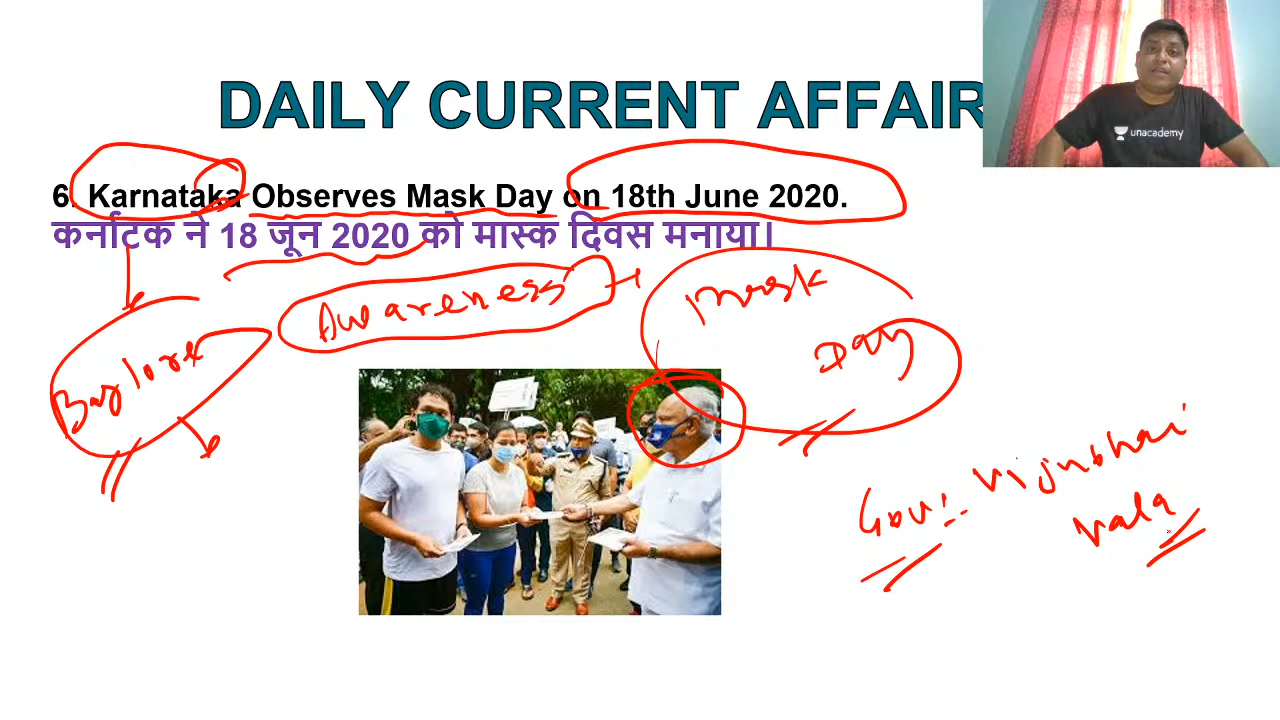 DAILY CURRENT AFFAIR
unacademy
6. Karnataka Observes Mask Day on 18th June 2020.
कर्नाटक ने 18 जून 2020 को मास्क दिवस मनाया।
Awareness
Mask
Day
Banglore
Gov:- Vijubhai
Vala